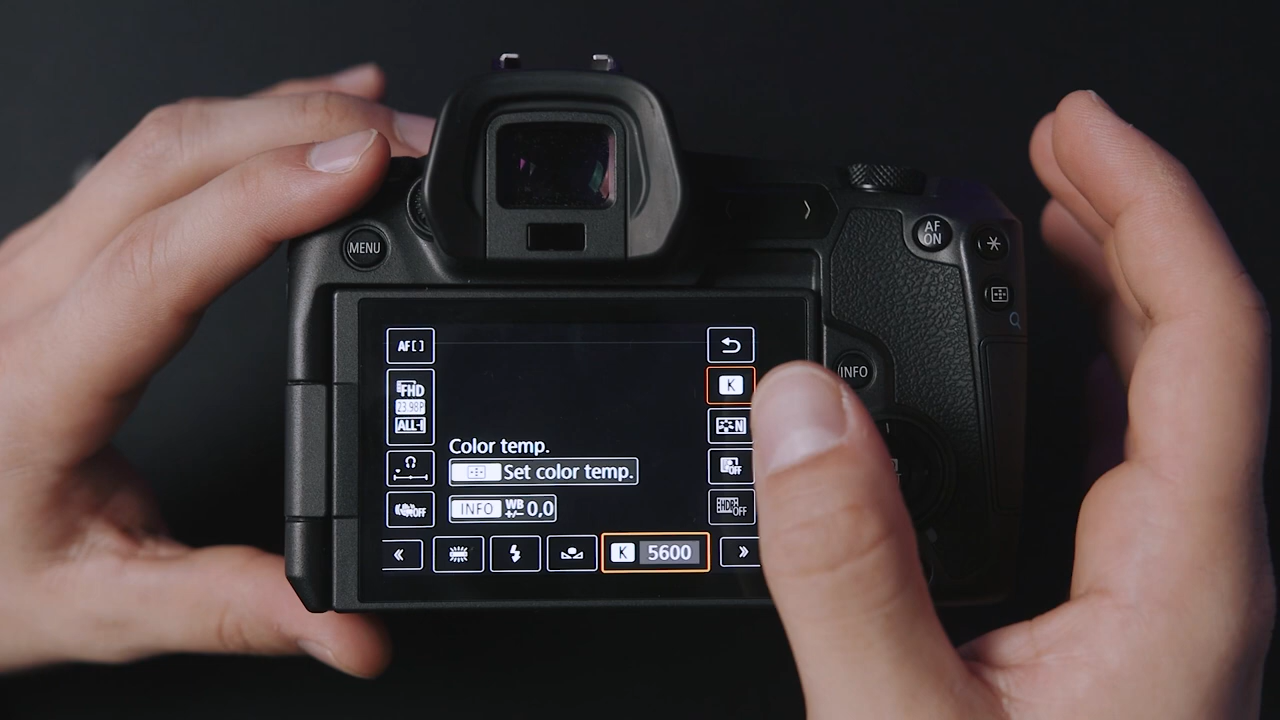 MENU
AF
ON
INFO
AF[ ]
FHD
23.98P
ALL-I
OFF
K
N
OFF
HDR OFF
Color temp.
Set color temp.
INFO WB +/- 0,0
K 5600